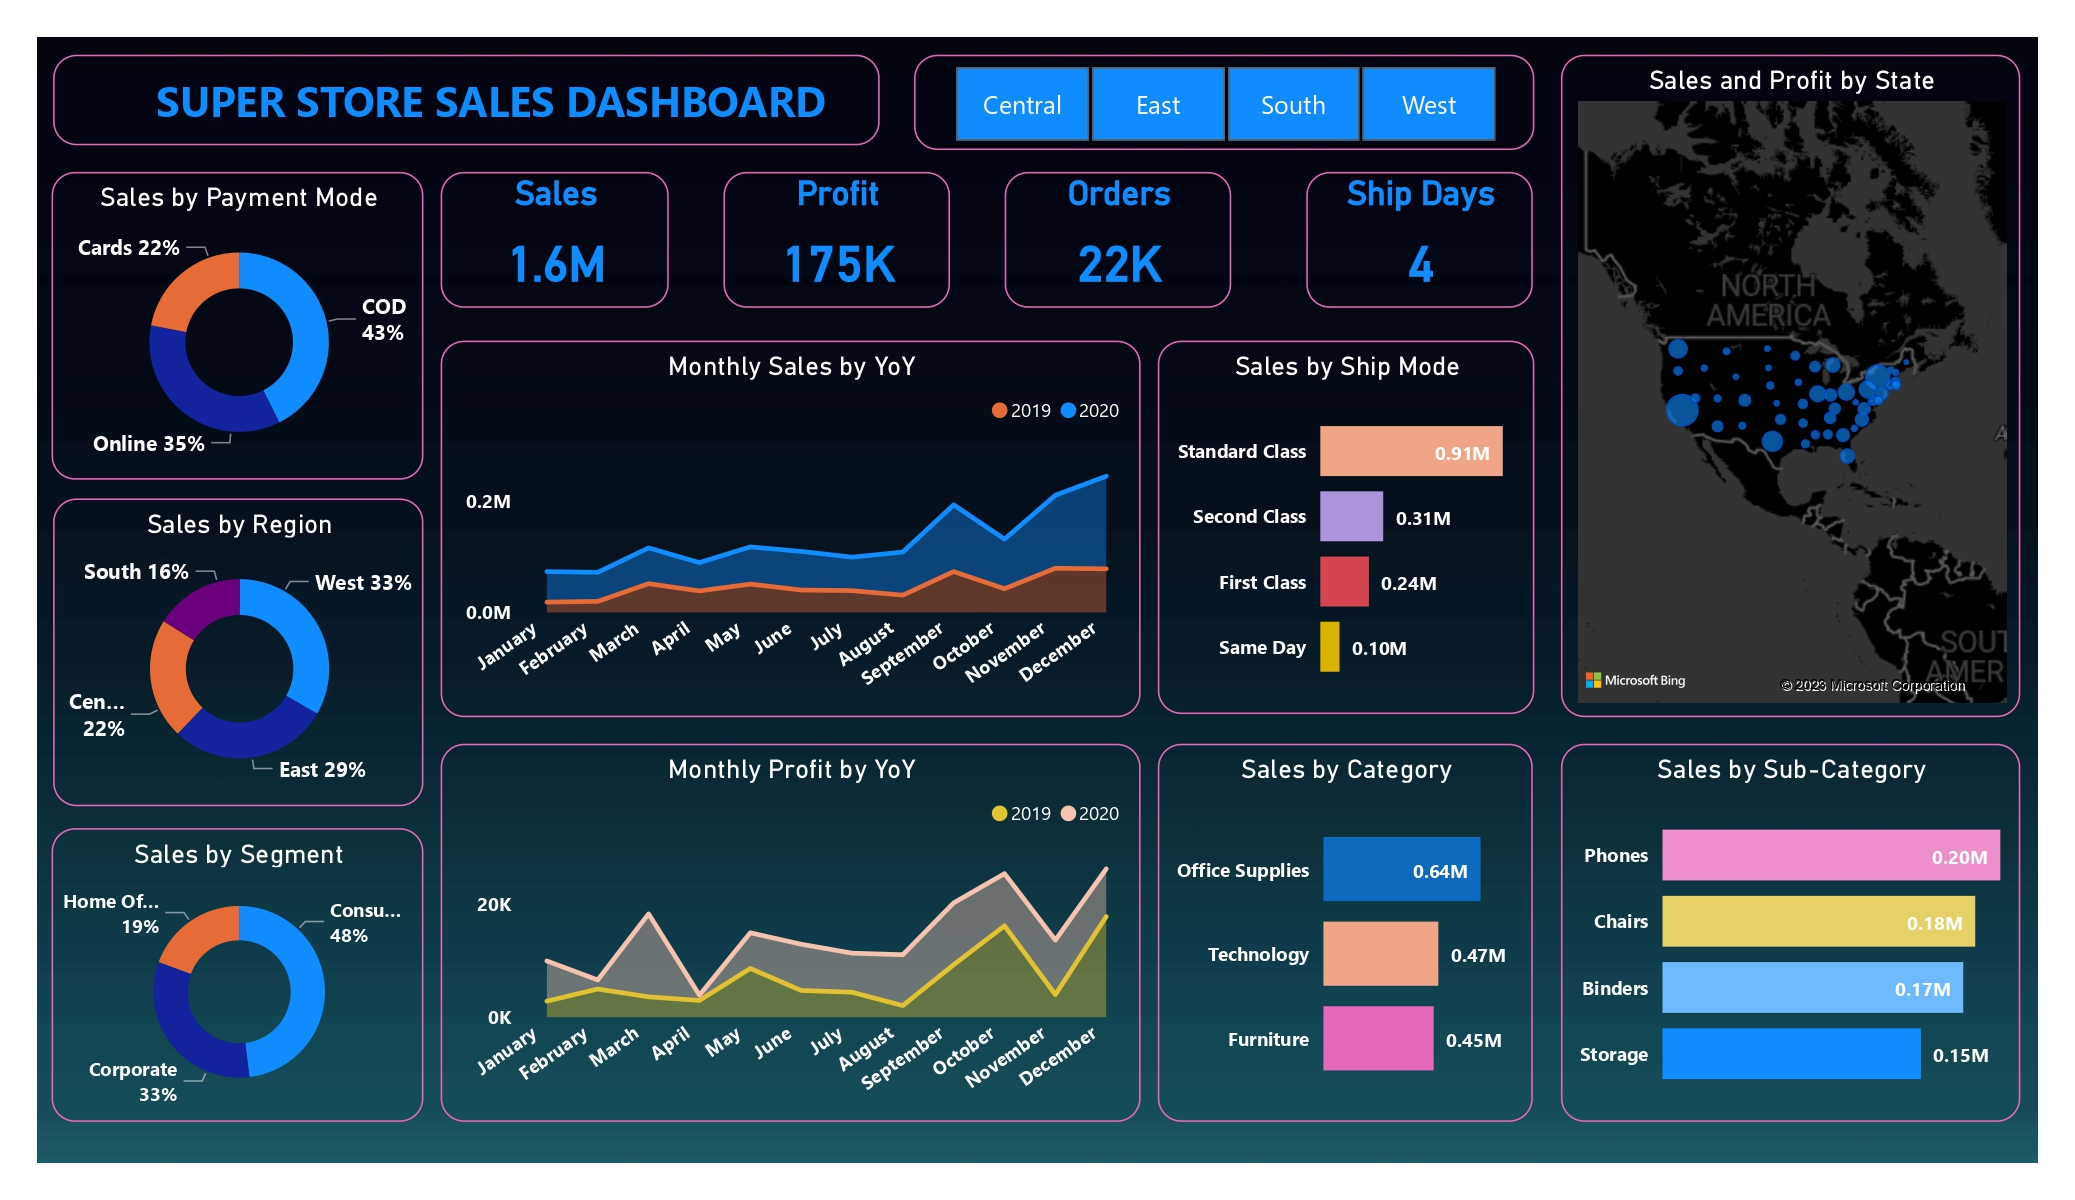 SUPER STORE SALES DASHBOARD
Central
East
South
West
Sales and Profit by State
NORTH
AMERICA
SOUT
AMER
A
Microsoft Bing
© 2023 Microsoft Corporation
Sales by Payment Mode
Cards 22%
COD
43%
Online 35%
Sales
1.6M
Profit
175K
Orders
22K
Ship Days
4
Monthly Sales by YoY
2019
2020
0.2M
0.0M
January
February
March
April
May
June
July
August
September
October
November
December
Sales by Ship Mode
Standard Class
0.91M
Second Class
0.31M
First Class
0.24M
Same Day
0.10M
Sales by Region
South 16%
West 33%
Cen...
22%
East 29%
Sales by Segment
Home Of...
19%
Consu...
48%
Corporate
33%
Monthly Profit by YoY
2019
2020
20K
0K
January
February
March
April
May
June
July
August
September
October
November
December
Sales by Category
Office Supplies
0.64M
Technology
0.47M
Furniture
0.45M
Sales by Sub-Category
Phones
0.20M
Chairs
0.18M
Binders
0.17M
Storage
0.15M